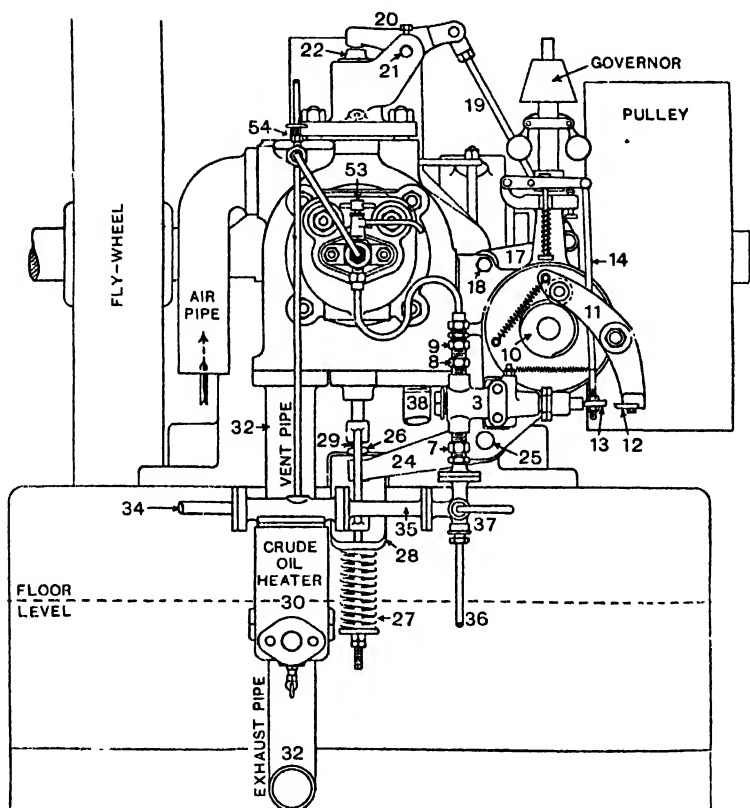 20
22
21
GOVERNOR
19
PULLEY
54
53
FLY-WHEEL
17
14
18
AIR
PIPE
11
9
10
8
38
3
32
VENT PIPE
29
26
13
12
7
25
24
34
35
37
28
CRUDE
OIL
HEATER
FLOOR
LEVEL
30
27
36
EXHAUST PIPE
32